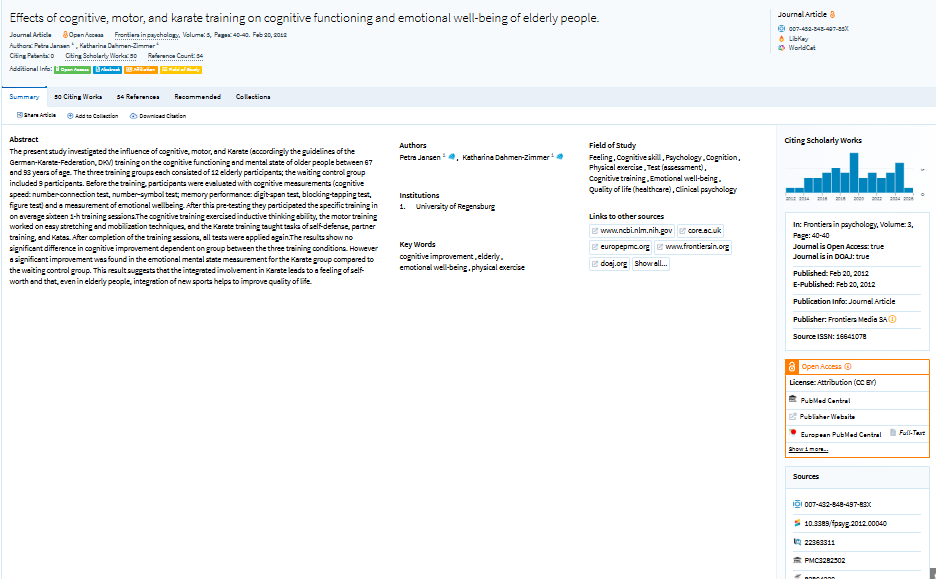 Effects of cognitive, motor, and karate training on cognitive functioning and emotional well-being of elderly people.
Journal Article Open Access Frontiers in psychology, Volume: 3, Pages: 40-40. Feb 20, 2012
Authors: Petra Jansen 1, Katharina Dahmen-Zimmer 1
Citing Patents: 0 Citing Scholarly Works: 50 Reference Count: 54
Additional Info: Open Access Abstract Affiliation Field of Study
Journal Article
007-432-848-497-83X
LibKey
WorldCat
Summary 50 Citing Works 54 References Recommended Collections
Share Article Add to Collection Download Citation
Abstract
The present study investigated the influence of cognitive, motor, and Karate (accordingly the guidelines of the
German-Karate-Federation, DKV) training on the cognitive functioning and mental state of older people between 67
and 93 years of age. The three training groups each consisted of 12 elderly participants; the waiting control group
included 9 participants. Before the training, participants were evaluated with cognitive measurements (cognitive
speed: number-connection test, number-symbol test; memory performance: digit-span test, blocking-tapping test,
figure test) and a measurement of emotional wellbeing. After this pre-testing they participated the specific training in
on average sixteen 1-h training sessions.The cognitive training exercised inductive thinking ability, the motor training
worked on easy stretching and mobilization techniques, and the Karate training taught tasks of self-defense, partner
training, and Katas. After completion of the training sessions, all tests were applied again.The results show no
significant difference in cognitive improvement dependent on group between the three training conditions. However
a significant improvement was found in the emotional mental state measurement for the Karate group compared to
the waiting control group. This result suggests that the integrated involvement in Karate leads to a feeling of self-
worth and that, even in elderly people, integration of new sports helps to improve quality of life.
Authors
Petra Jansen 1, Katharina Dahmen-Zimmer 1
Institutions
1. University of Regensburg
Key Words
cognitive improvement , elderly ,
emotional well-being , physical exercise
Field of Study
Feeling , Cognitive skill , Psychology , Cognition ,
Physical exercise , Test (assessment) ,
Cognitive training , Emotional well-being ,
Quality of life (healthcare) , Clinical psychology
Links to other sources
www.ncbi.nlm.nih.gov core.ac.uk
europepmc.org www.frontiersin.org
doaj.org Show all...
Citing Scholarly Works
5
0
2012 2014 2016 2018 2020 2022 2024 2025
In: Frontiers in psychology, Volume: 3,
Page: 40-40
Journal is Open Access: true
Journal is in DOAJ: true
Published: Feb 20, 2012
E-Published: Feb 20, 2012
Publication Info: Journal Article
Publisher: Frontiers Media SA
Source ISSN: 16641078
Open Access
License: Attribution (CC BY)
PubMed Central
Publisher Website
European PubMed Central Full-Text
Show 1 more...
Sources
007-432-848-497-83X
10.3389/fpsyg.2012.00040
22363311
PMC3282502